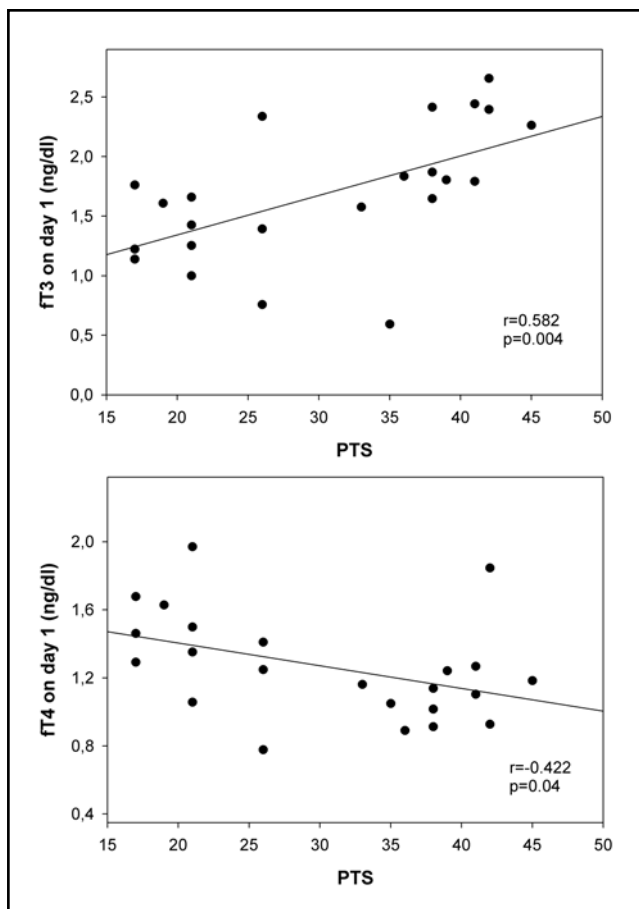 fT3 on day 1 (ng/dl)
2,5
2,0
1,5
1,0
0,5
0,0
r=0.582
p=0.004
15 20 25 30 35 40 45 50
PTS
fT4 on day 1 (ng/dl)
2,0
1,6
1,2
0,8
0,4
r=-0.422
p=0.04
15 20 25 30 35 40 45 50
PTS